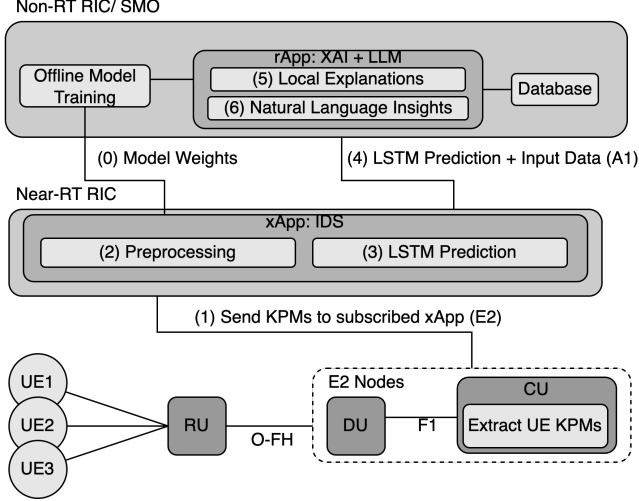 Non-RT RIC/ SMO
rApp: XAI + LLM
Offline Model
Training
(5) Local Explanations
(6) Natural Language Insights
Database
(0) Model Weights
(4) LSTM Prediction + Input Data (A1)
Near-RT RIC
xApp: IDS
(2) Preprocessing
(3) LSTM Prediction
(1) Send KPMs to subscribed xApp (E2)
UE1
UE2
UE3
RU
O-FH
E2 Nodes
DU
F1
CU
Extract UE KPMs